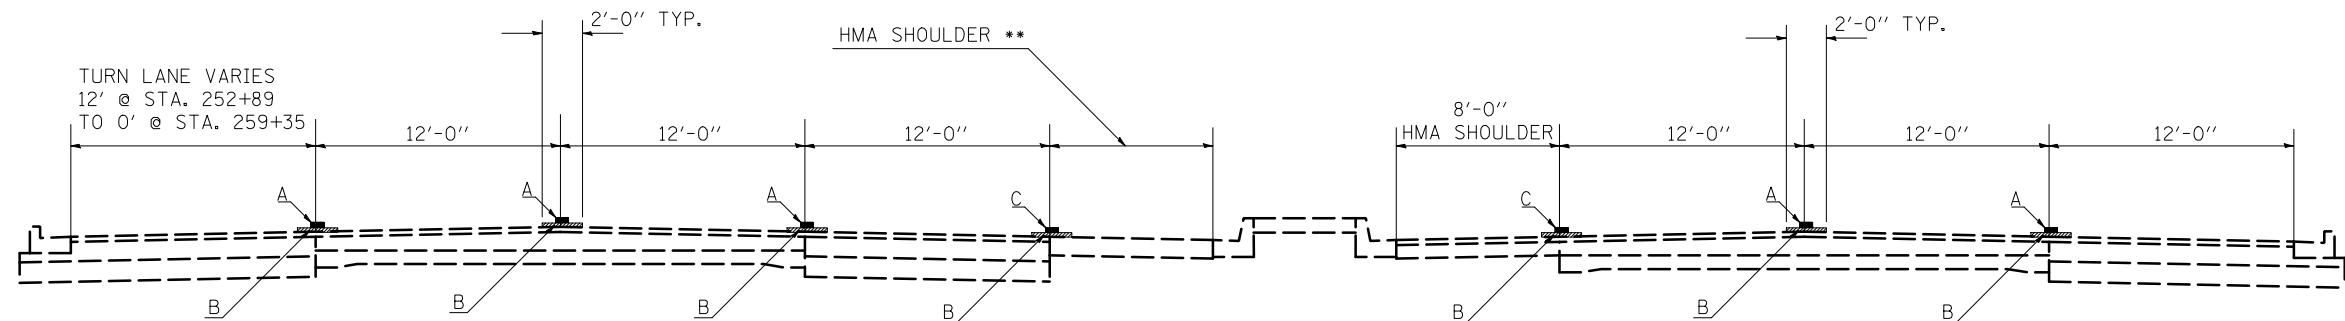 2'-0" TYP.
HMA SHOULDER **
2'-0" TYP.
TURN LANE VARIES
12' @ STA. 252+89
TO 0' @ STA. 259+35
12'-0"
12'-0"
12'-0"
8'-0"
HMA SHOULDER
12'-0"
12'-0"
12'-0"
A
A
A
C
C
A
A
B
B
B
B
B
B
B